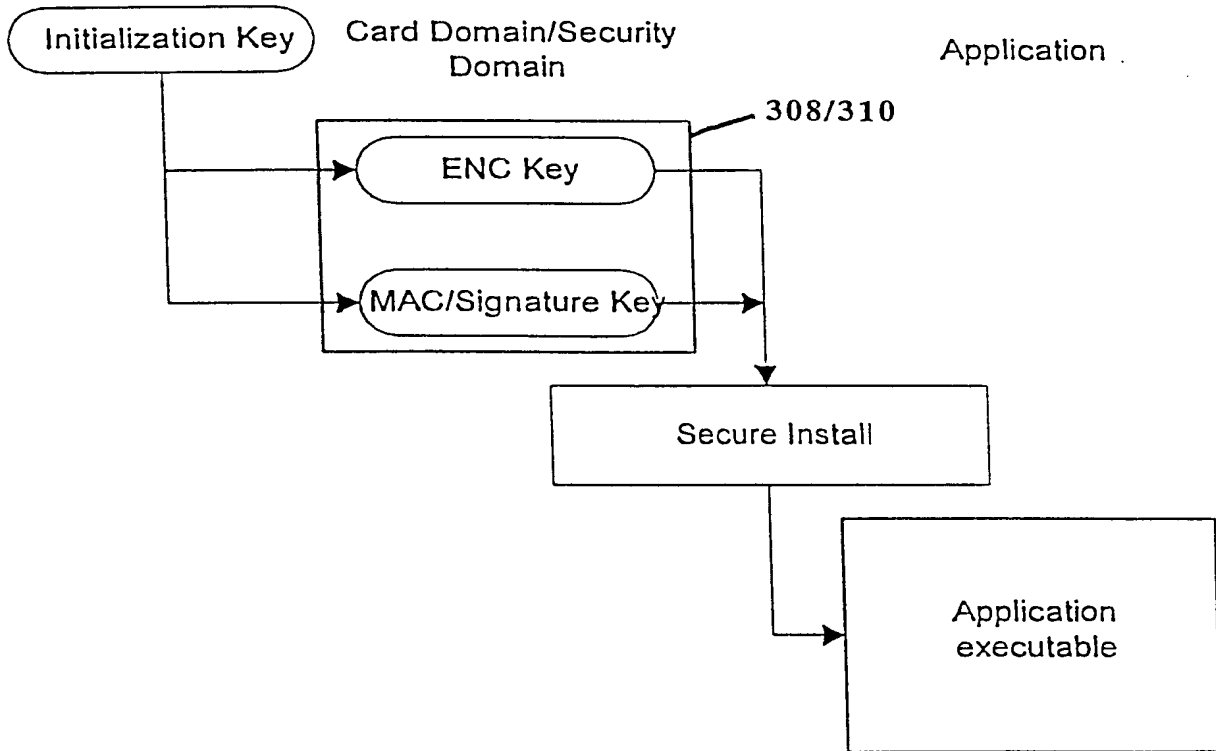 Initialization Key
Card Domain/Security
Domain
Application
308/310
ENC Key
MAC/Signature Key
Secure Install
Application
executable